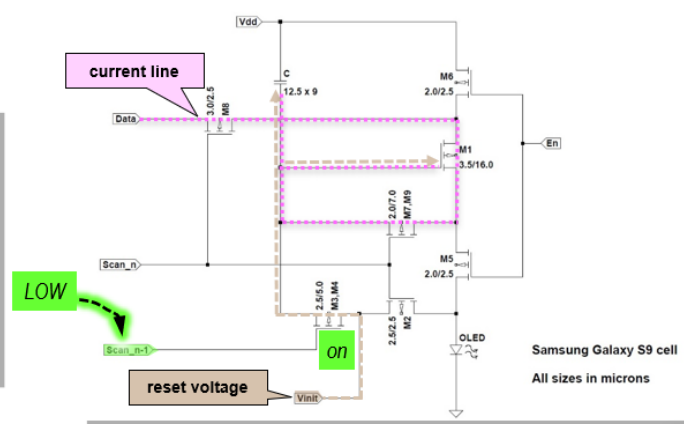 Vdd
current line
C
12.5 x 9
M6
2.0/2.5
3.0/2.5
M8
Data
En
M1
3.5/16.0
2.0/7.0
M7,M9
Scan_n
M5
2.0/2.5
LOW
2.5/5.0
M3,M4
2.5/2.5
M2
OLED
Scan_n-1
on
Samsung Galaxy S9 cell
All sizes in microns
reset voltage
Vinit